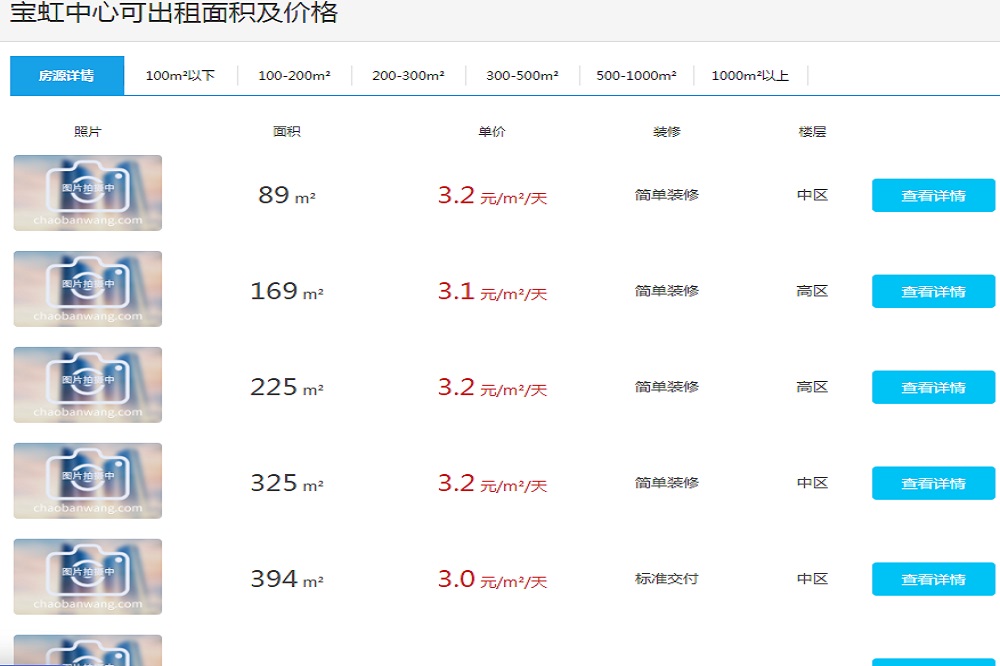 宝虹中心可出租面积及价格
房源详情 100m²以下 100-200m² 200-300m² 300-500m² 500-1000m² 1000m²以上
照片 面积 单价 装修 楼层
图片拍摄中
chaobanwang.com
89 m² 3.2 元/m²/天 简单装修 中区 查看详情
图片拍摄中
chaobanwang.com
169 m² 3.1 元/m²/天 简单装修 高区 查看详情
图片拍摄中
chaobanwang.com
225 m² 3.2 元/m²/天 简单装修 高区 查看详情
图片拍摄中
chaobanwang.com
325 m² 3.2 元/m²/天 简单装修 中区 查看详情
图片拍摄中
chaobanwang.com
394 m² 3.0 元/m²/天 标准交付 中区 查看详情